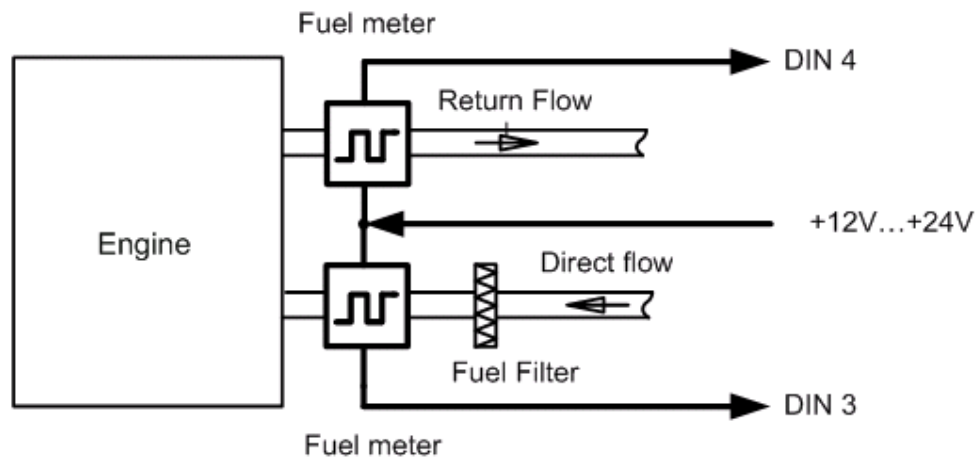 Fuel meter
DIN 4
Return Flow
+12V...+24V
Engine
Direct flow
Fuel Filter
DIN 3
Fuel meter